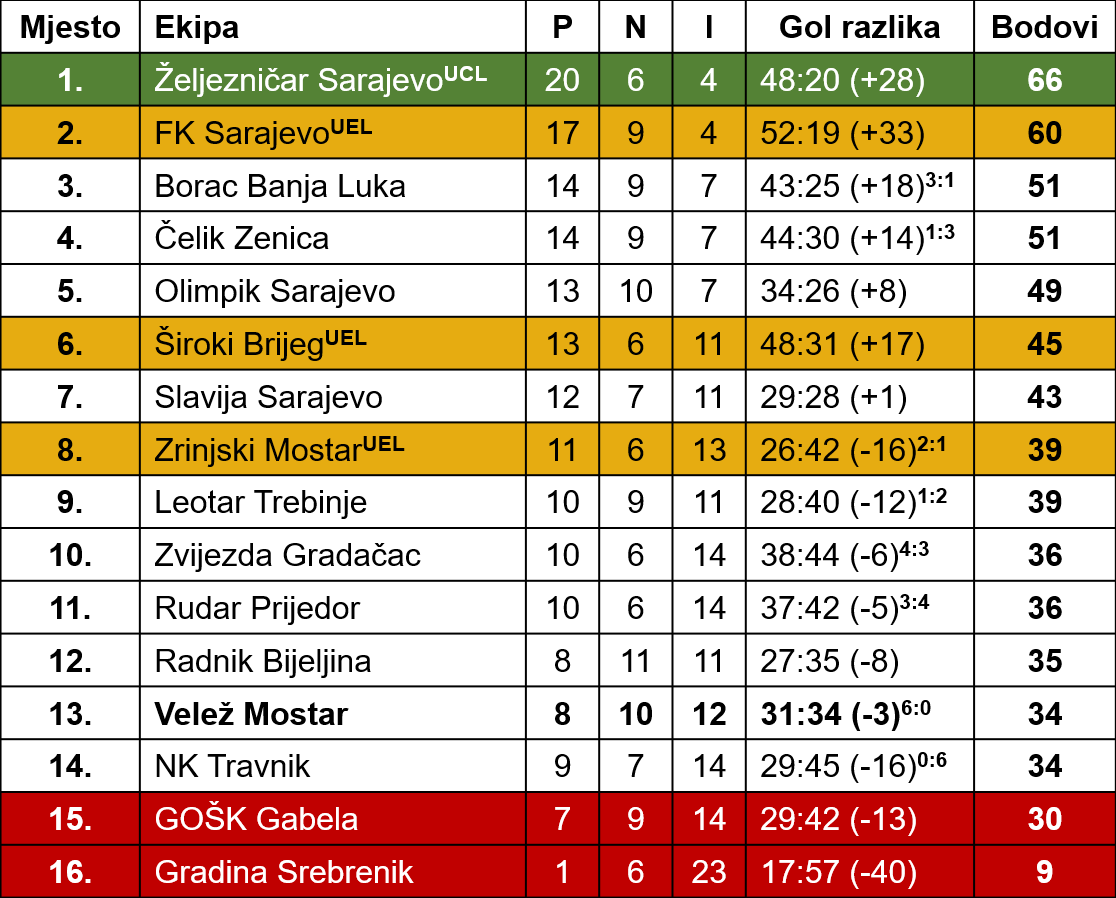 Mjesto Ekipa P N I Gol razlika Bodovi
1. Željezničar SarajevoUCL 20 6 4 48:20 (+28) 66
2. FK SarajevoUEL 17 9 4 52:19 (+33) 60
3. Borac Banja Luka 14 9 7 43:25 (+18)3:1 51
4. Čelik Zenica 14 9 7 44:30 (+14)1:3 51
5. Olimpik Sarajevo 13 10 7 34:26 (+8) 49
6. Široki BrijegUEL 13 6 11 48:31 (+17) 45
7. Slavija Sarajevo 12 7 11 29:28 (+1) 43
8. Zrinjski MostarUEL 11 6 13 26:42 (-16)2:1 39
9. Leotar Trebinje 10 9 11 28:40 (-12)1:2 39
10. Zvijezda Gradačac 10 6 14 38:44 (-6)4:3 36
11. Rudar Prijedor 10 6 14 37:42 (-5)3:4 36
12. Radnik Bijeljina 8 11 11 27:35 (-8) 35
13. Velež Mostar 8 10 12 31:34 (-3)6:0 34
14. NK Travnik 9 7 14 29:45 (-16)0:6 34
15. GOŠK Gabela 7 9 14 29:42 (-13) 30
16. Gradina Srebrenik 1 6 23 17:57 (-40) 9